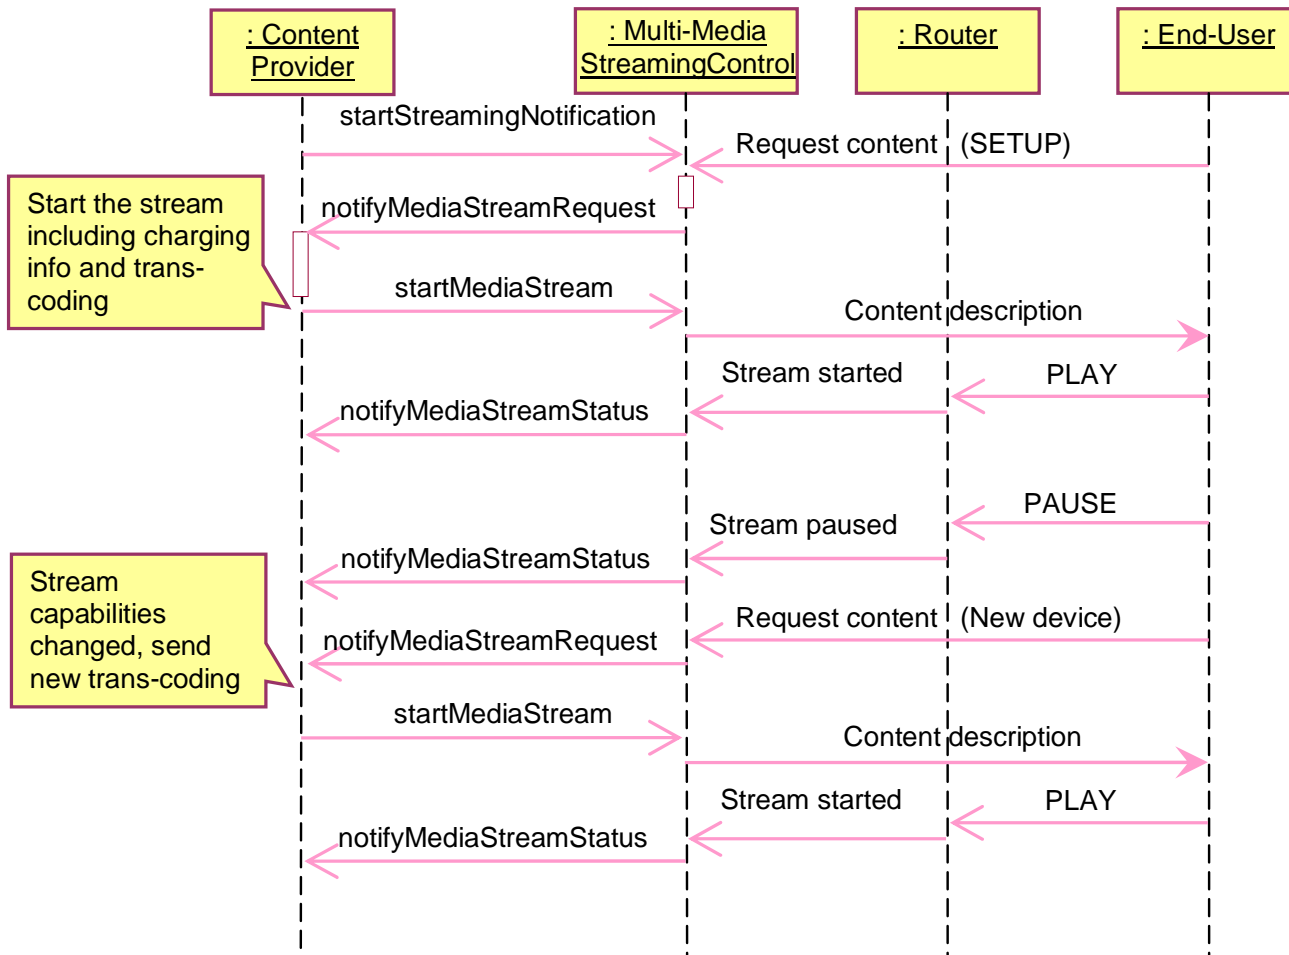 : Content
Provider
: Multi-Media
StreamingControl
: Router
: End-User
startStreamingNotification
Request content (SETUP)
Start the stream
including charging
info and trans-
coding
notifyMediaStreamRequest
startMediaStream
Content description
Stream started
PLAY
notifyMediaStreamStatus
PAUSE
Stream paused
notifyMediaStreamStatus
Stream
capabilities
changed, send
new trans-coding
Request content (New device)
notifyMediaStreamRequest
startMediaStream
Content description
Stream started
PLAY
notifyMediaStreamStatus